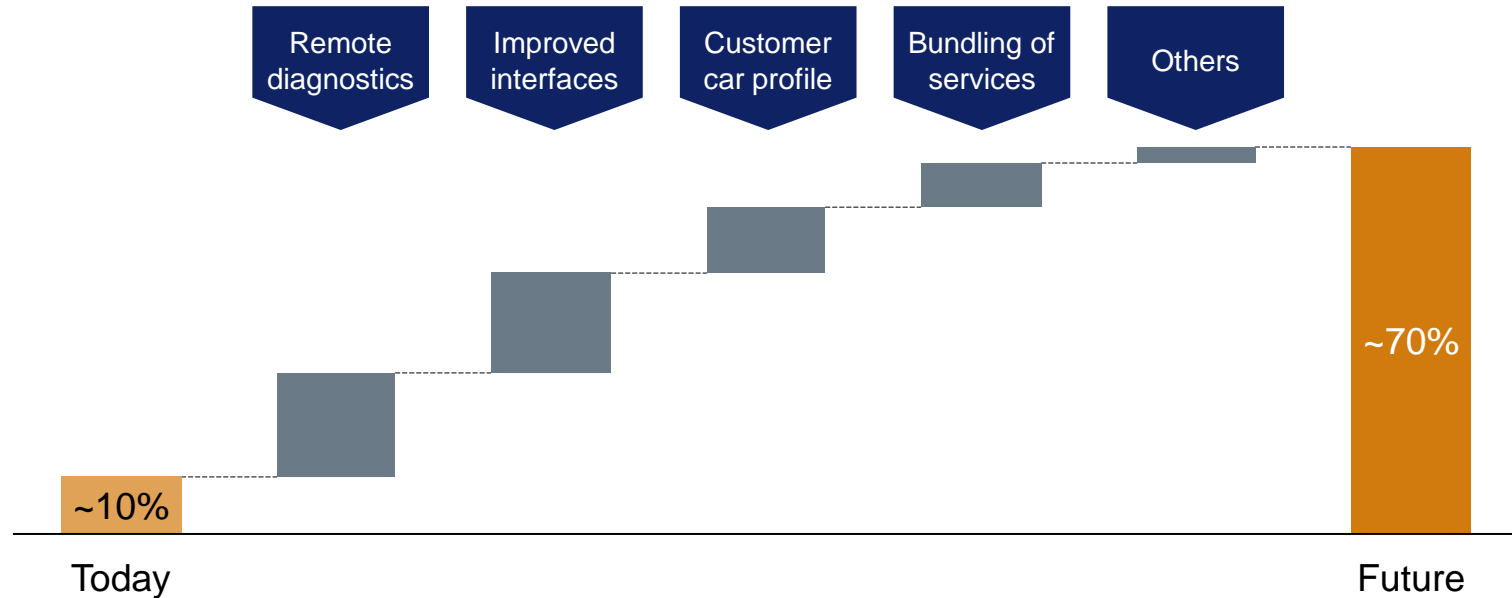 Remote
diagnostics
Improved
interfaces
Customer
car profile
Bundling of
services
Others
~10%
~70%
Today
Future